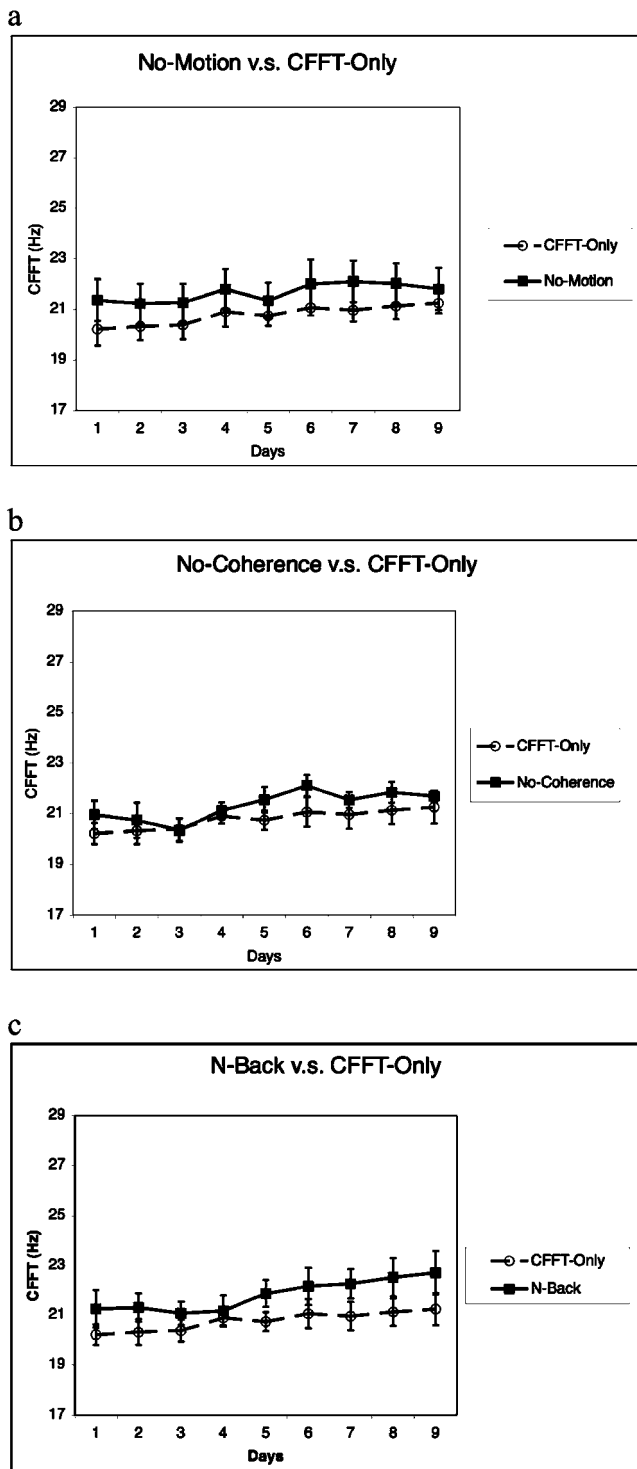 a
No-Motion v.s. CFFT-Only
29
27
25
23
21
19
17
CFFT (Hz)
1 2 3 4 5 6 7 8 9
Days
CFFT-Only
No-Motion
b
No-Coherence v.s. CFFT-Only
29
27
25
23
21
19
17
CFFT (Hz)
1 2 3 4 5 6 7 8 9
Days
CFFT-Only
No-Coherence
c
N-Back v.s. CFFT-Only
29
27
25
23
21
19
17
CFFT (Hz)
1 2 3 4 5 6 7 8 9
Days
CFFT-Only
N-Back